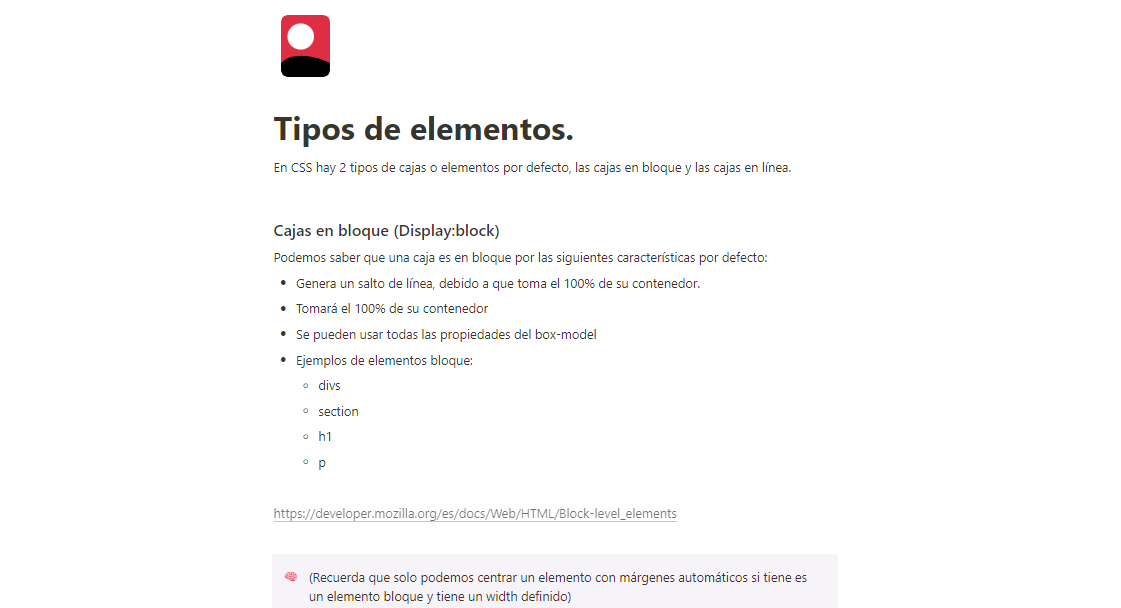 Tipos de elementos.
En CSS hay 2 tipos de cajas o elementos por defecto, las cajas en bloque y las cajas en línea.
Cajas en bloque (Display:block)
Podemos saber que una caja es en bloque por las siguientes características por defecto:
• Genera un salto de línea, debido a que toma el 100% de su contenedor.
• Tomará el 100% de su contenedor
• Se pueden usar todas las propiedades del box-model
• Ejemplos de elementos bloque:
◦ divs
◦ section
◦ h1
◦ p
https://developer.mozilla.org/es/docs/Web/HTML/Block-level_elements
(Recuerda que solo podemos centrar un elemento con márgenes automáticos si tiene es
un elemento bloque y tiene un width definido)